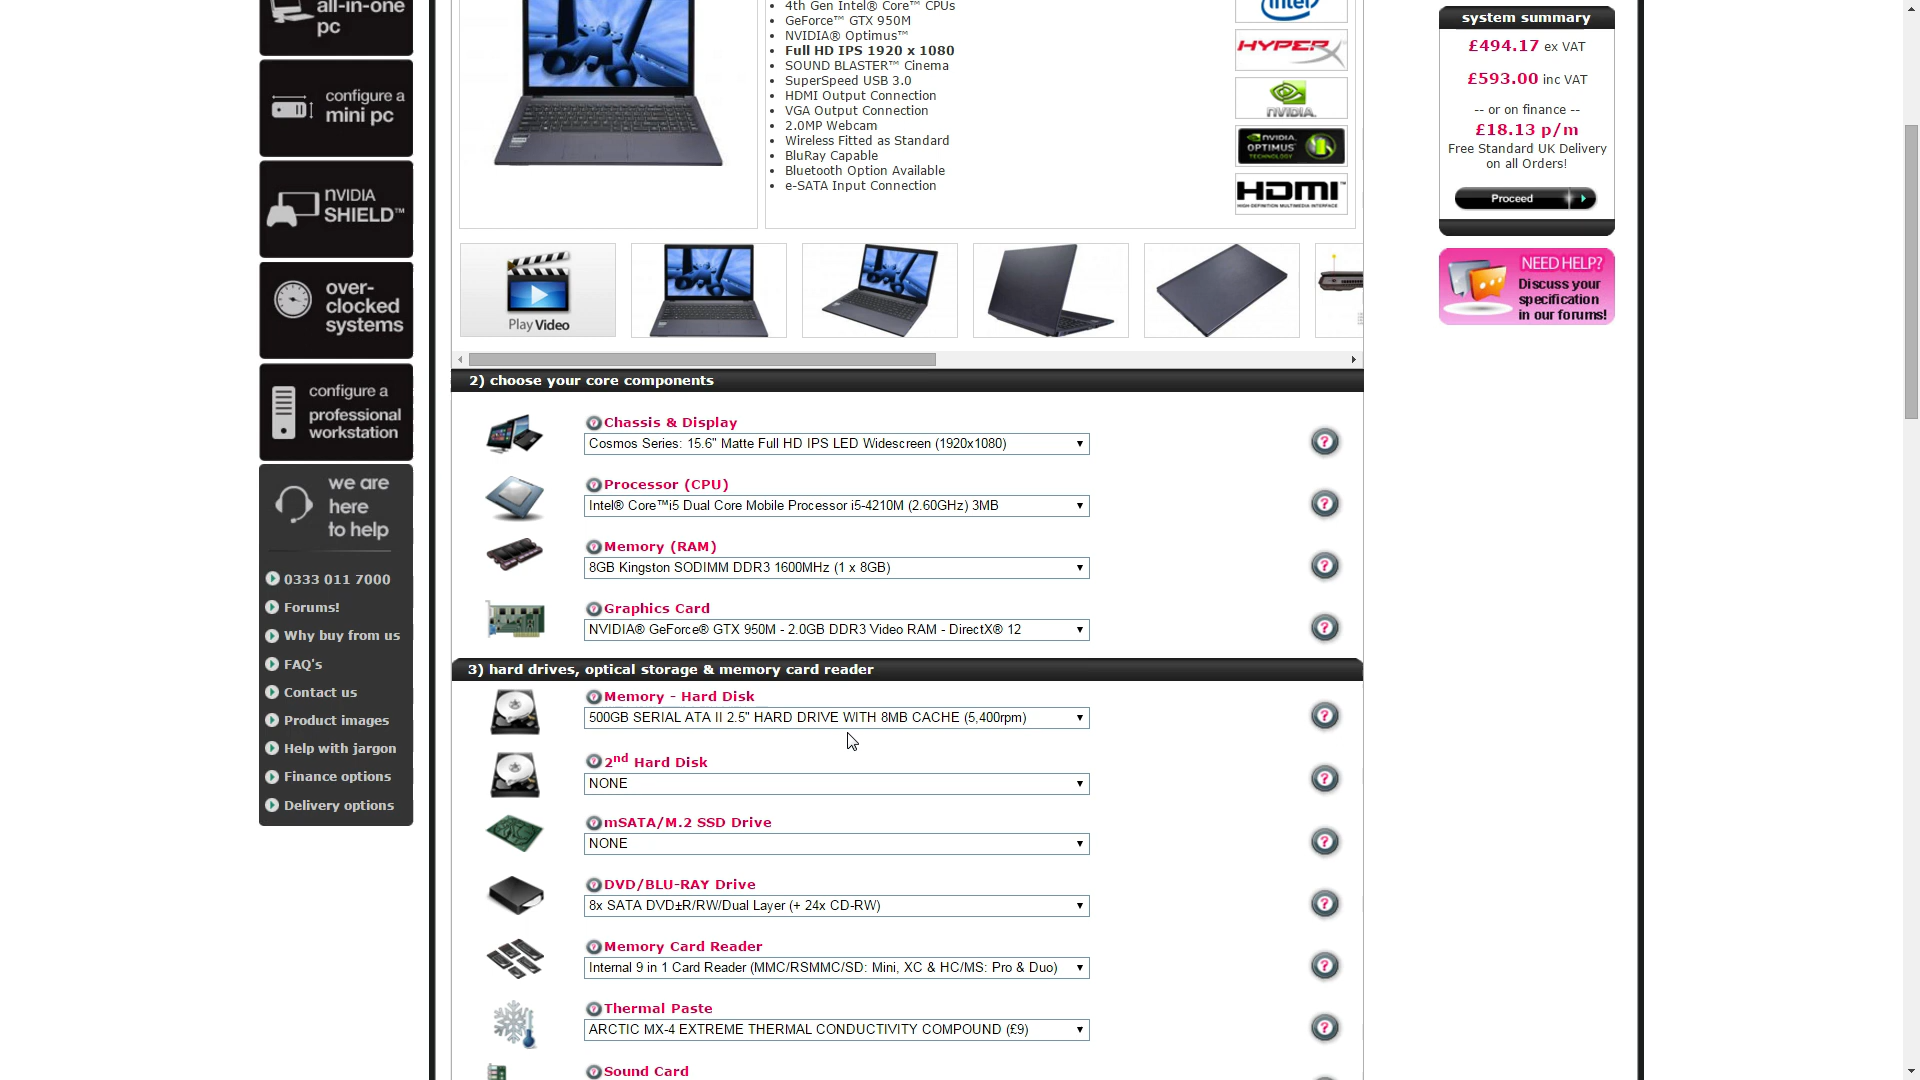 all-in-one
pc
configure a
mini pc
NVIDIA
SHIELD™
over-
clocked
systems
configure a
professional
workstation
we are
here
to help
0333 011 7000
Forums!
Why buy from us
FAQ's
Contact us
Product images
Help with jargon
Finance options
Delivery options
4th Gen Intel® Core™ CPUs
GeForce™ GTX 950M
NVIDIA® Optimus™
Full HD IPS 1920 x 1080
SOUND BLASTER™ Cinema
SuperSpeed USB 3.0
HDMI Output Connection
VGA Output Connection
2.0MP Webcam
Wireless Fitted as Standard
BluRay Capable
Bluetooth Option Available
e-SATA Input Connection
intel
HYPERX
NVIDIA.
NVIDIA.
OPTIMUS™
TECHNOLOGY
HDMI™
HIGH-DEFINITION MULTIMEDIA INTERFACE
Play Video
2) choose your core components
Chassis & Display
Cosmos Series: 15.6" Matte Full HD IPS LED Widescreen (1920x1080)
Processor (CPU)
Intel® Core™i5 Dual Core Mobile Processor i5-4210M (2.60GHz) 3MB
Memory (RAM)
8GB Kingston SODIMM DDR3 1600MHz (1 x 8GB)
Graphics Card
NVIDIA® GeForce® GTX 950M - 2.0GB DDR3 Video RAM - DirectX® 12
3) hard drives, optical storage & memory card reader
Memory - Hard Disk
500GB SERIAL ATA II 2.5" HARD DRIVE WITH 8MB CACHE (5,400rpm)
2nd Hard Disk
NONE
mSATA/M.2 SSD Drive
NONE
DVD/BLU-RAY Drive
8x SATA DVD±R/RW/Dual Layer (+ 24x CD-RW)
Memory Card Reader
Internal 9 in 1 Card Reader (MMC/RSMMC/SD: Mini, XC & HC/MS: Pro & Duo)
Thermal Paste
ARCTIC MX-4 EXTREME THERMAL CONDUCTIVITY COMPOUND (£9)
Sound Card
system summary
£494.17 ex VAT
£593.00 inc VAT
-- or on finance --
£18.13 p/m
Free Standard UK Delivery
on all Orders!
Proceed
NEED HELP?
Discuss your
specification
in our forums!